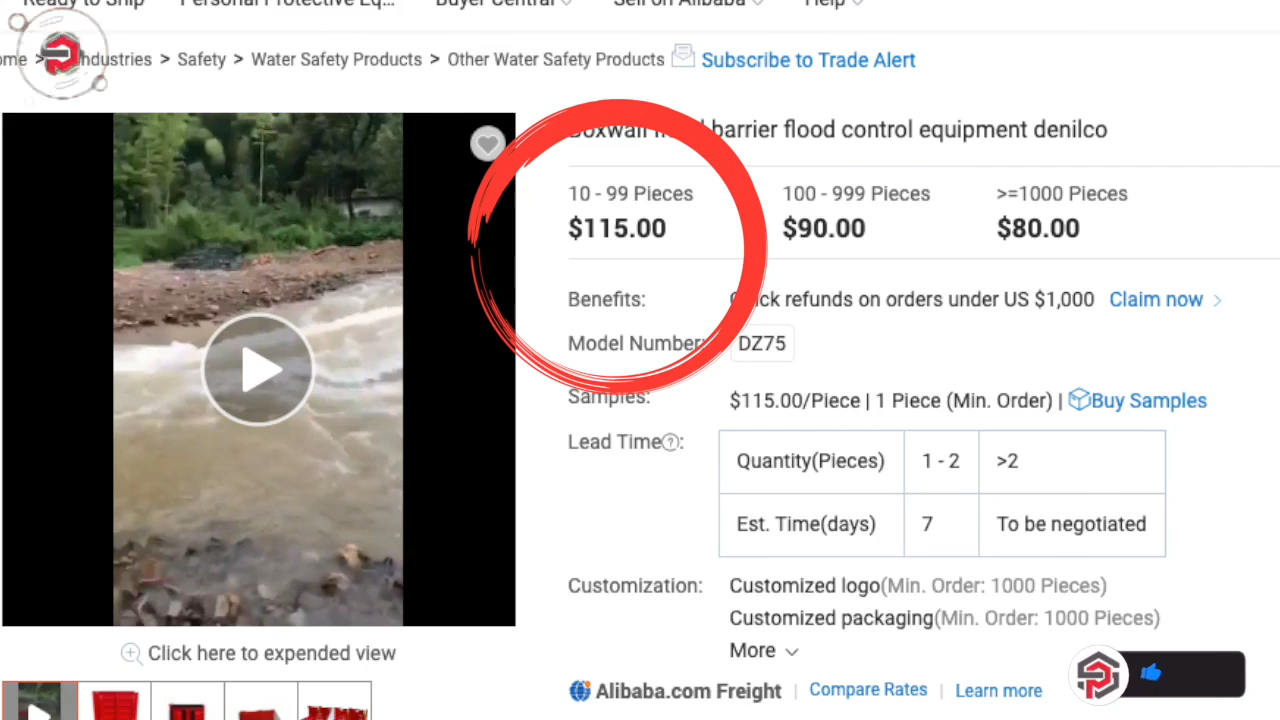 Ready to Ship Personal Protective Eq... Buyer Central Sell on Alibaba Help
ome > Industries > Safety > Water Safety Products > Other Water Safety Products Subscribe to Trade Alert
barrier flood control equipment denilco
10 - 99 Pieces 100 - 999 Pieces >=1000 Pieces
$115.00 $90.00 $80.00
Benefits: Quick refunds on orders under US $1,000 Claim now >
Model Number: DZ75
Samples: $115.00/Piece | 1 Piece (Min. Order) | Buy Samples
Lead Time?:
Quantity(Pieces) 1 - 2 >2
Est. Time(days) 7 To be negotiated
Customization: Customized logo(Min. Order: 1000 Pieces)
Customized packaging(Min. Order: 1000 Pieces)
More
Click here to expended view
Alibaba.com Freight | Compare Rates | Learn more